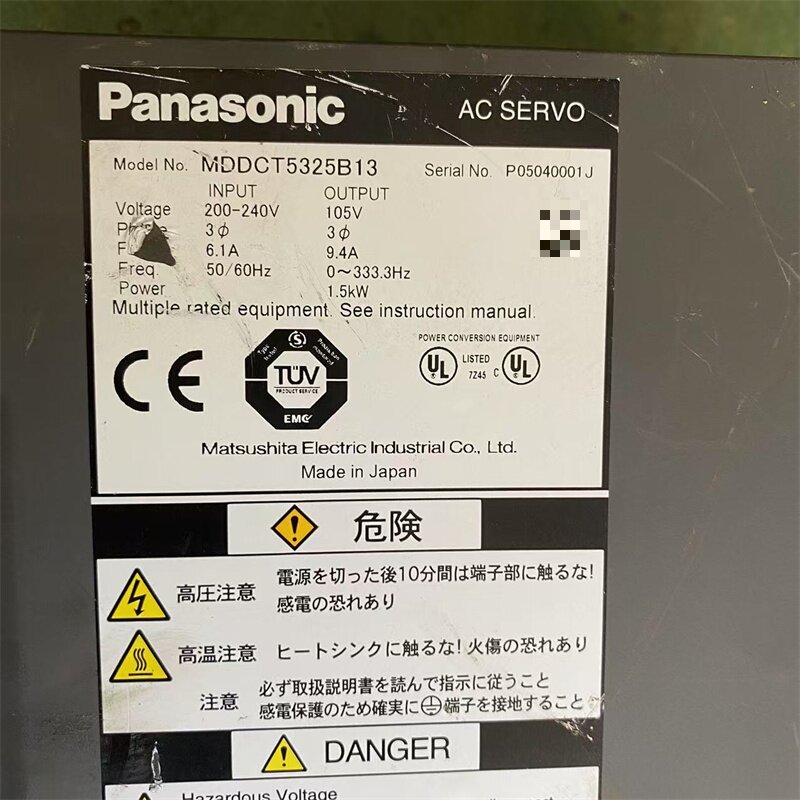 Panasonic AC SERVO
Model No. MDDCT5325B13 Serial No. P05040001J
INPUT OUTPUT
Voltage 200-240V 105V
3φ 3φ
6.1A 9.4A
Freq. 50/60Hz 0～333.3Hz
Power 1.5kW
Multiple rated equipment. See instruction manual.
POWER CONVERSION EQUIPMENT
CE TÜV UL LISTED 7Z45 C UL
PRODUCT SERVICE
EMC
Matsushita Electric Industrial Co., Ltd.
Made in Japan
危険
高圧注意 電源を切った後10分間は端子部に触るな!
感電の恐れあり
高温注意 ヒートシンクに触るな! 火傷の恐れあり
注意 必ず取扱説明書を読んで指示に従うこと
感電保護のため確実に⏚端子を接地すること
DANGER
Hazardous Voltage